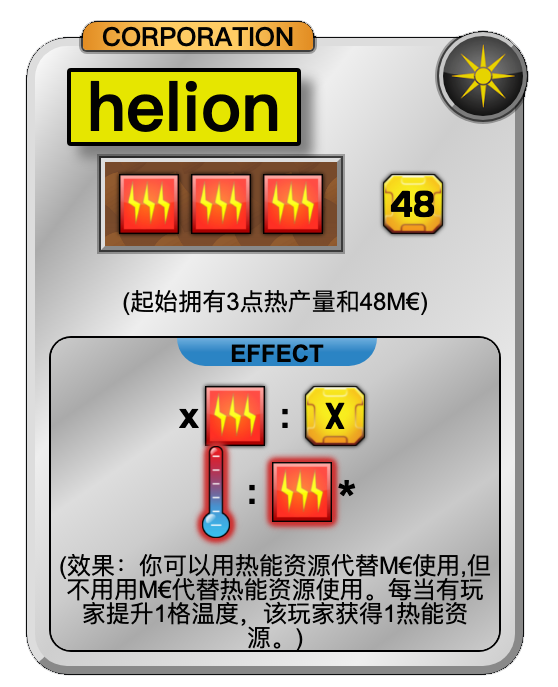 CORPORATION
helion
48
(起始拥有3点热产量和48M€)
EFFECT
x : X
: *
(效果：你可以用热能资源代替M€使用,但
不用用M€代替热能资源使用。每当有玩
家提升1格温度，该玩家获得1热能资
源。)